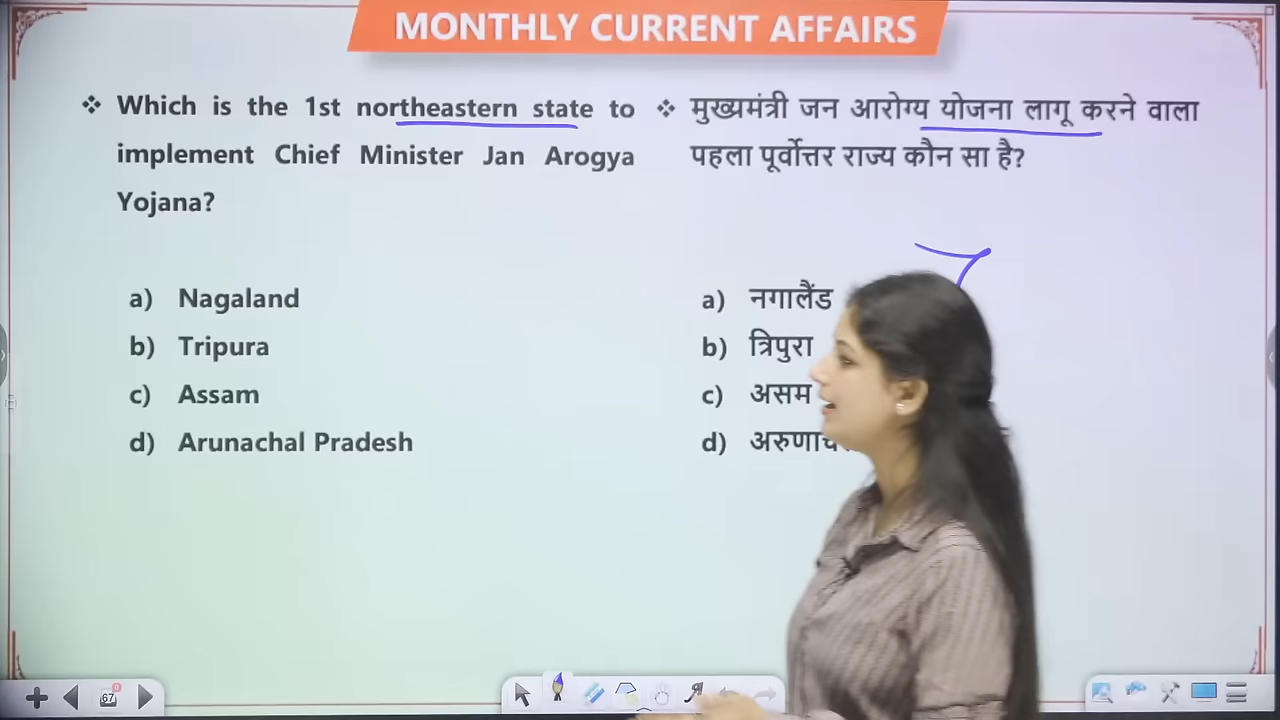 MONTHLY CURRENT AFFAIRS
❖ Which is the 1st northeastern state to
implement Chief Minister Jan Arogya
Yojana?
a) Nagaland
b) Tripura
c) Assam
d) Arunachal Pradesh
❖ मुख्यमंत्री जन आरोग्य योजना लागू करने वाला
पहला पूर्वोत्तर राज्य कौन सा है?
a) नगालैंड
b) त्रिपुरा
c) असम
d)
67